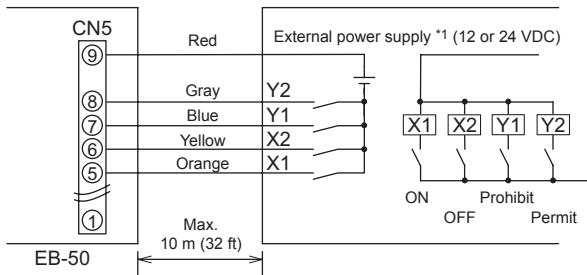 CN5
⑨ Red External power supply *1 (12 or 24 VDC)
⑧ Gray Y2
⑦ Blue Y1
⑥ Yellow X2
⑤ Orange X1
①
X1 X2 Y1 Y2
ON Prohibit
OFF Permit
Max.
10 m (32 ft)
EB-50